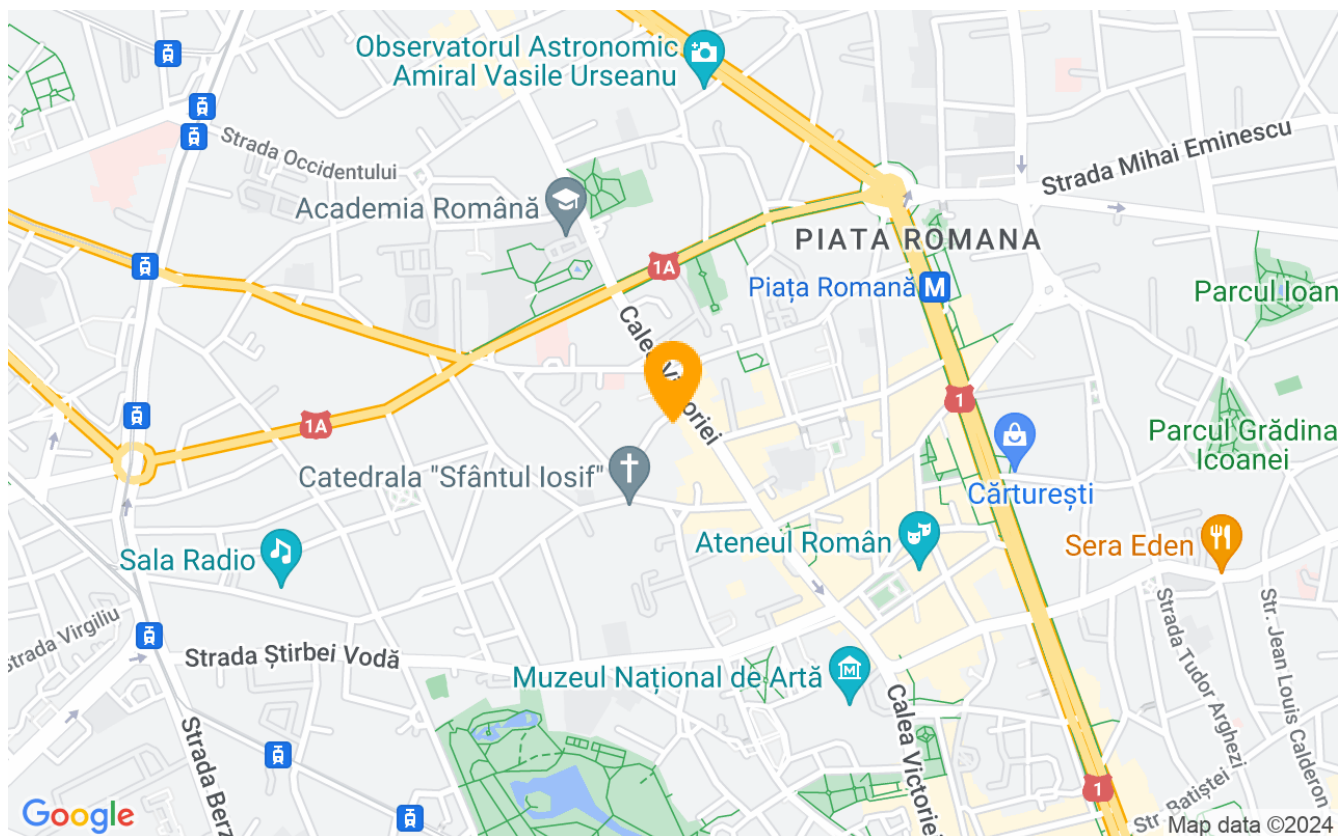 Observatorul Astronomic
Amiral Vasile Urseanu
Strada Occidentului
Strada Mihai Eminescu
Academia Română
PIAȚA ROMANA
1A
Piața Romană M
Parcul Ioan
Calea Victoriei
1
1A
Parcul Grădina
Icoanei
Catedrala "Sfântul Iosif"
Cărturești
Ateneul Român
Sera Eden
Sala Radio
Strada Virgiliu
Strada Știrbei Vodă
Muzeul Național de Artă
Strada Tudor Arghezi
Str. Jean Louis Calderon
Strada Berz
Calea Victoriei
1
Str. Batiștei
Google
Map data ©2024